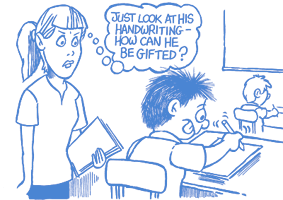 JUST LOOK AT HIS
HANDWRITING -
HOW CAN HE
BE GIFTED?